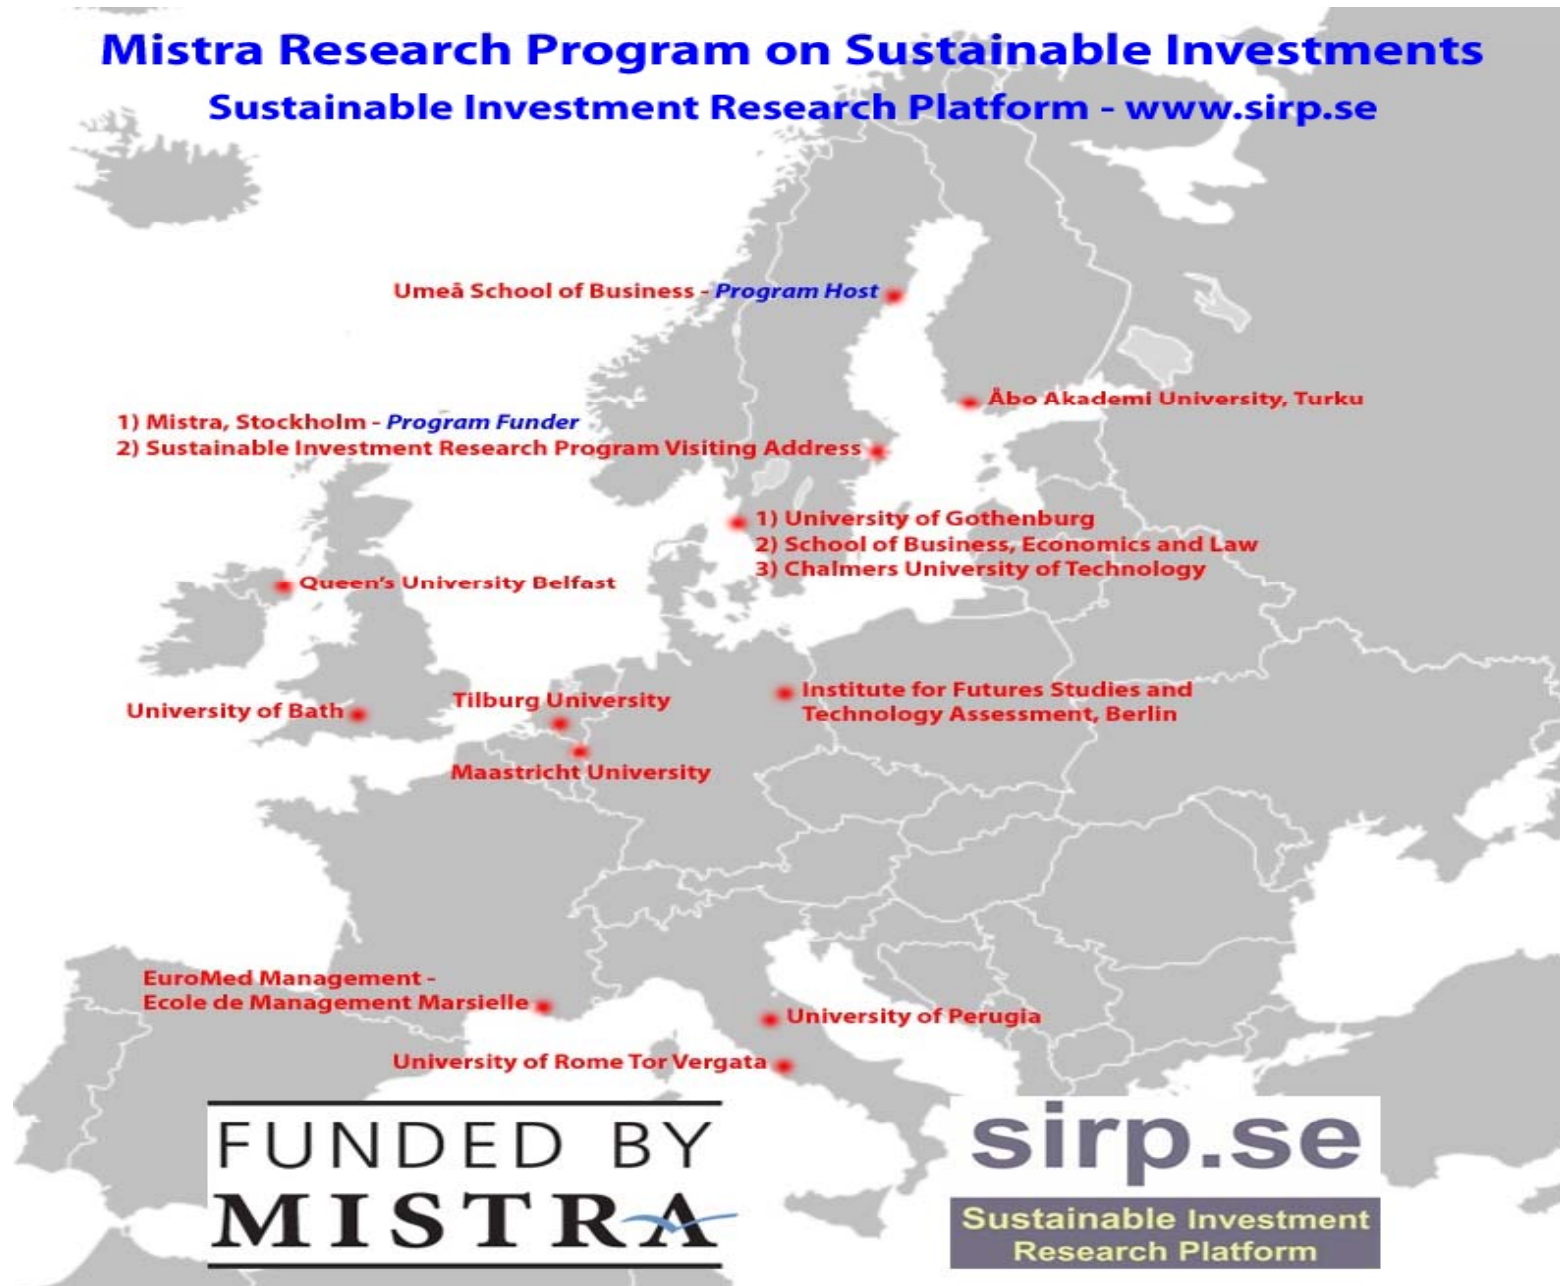 Mistra Research Program on Sustainable Investments
Sustainable Investment Research Platform - www.sirp.se
Umeå School of Business - Program Host
Åbo Akademi University, Turku
1) Mistra, Stockholm - Program Funder
2) Sustainable Investment Research Program Visiting Address
1) University of Gothenburg
2) School of Business, Economics and Law
3) Chalmers University of Technology
Queen's University Belfast
Institute for Futures Studies and
Technology Assessment, Berlin
Tilburg University
University of Bath
Maastricht University
EuroMed Management -
Ecole de Management Marsielle
University of Perugia
University of Rome Tor Vergata
FUNDED BY
MISTRA
sirp.se
Sustainable Investment
Research Platform